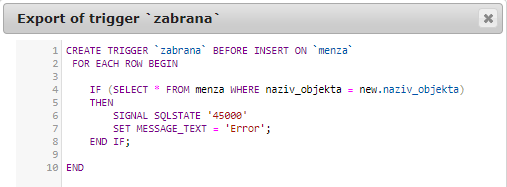 Export of trigger `zabrana`
1 CREATE TRIGGER `zabrana` BEFORE INSERT ON `menza`
2 FOR EACH ROW BEGIN
3
4 IF (SELECT * FROM menza WHERE naziv_objekta = new.naziv_objekta)
5 THEN
6 SIGNAL SQLSTATE '45000'
7 SET MESSAGE_TEXT = 'Error';
8 END IF;
9
10 END